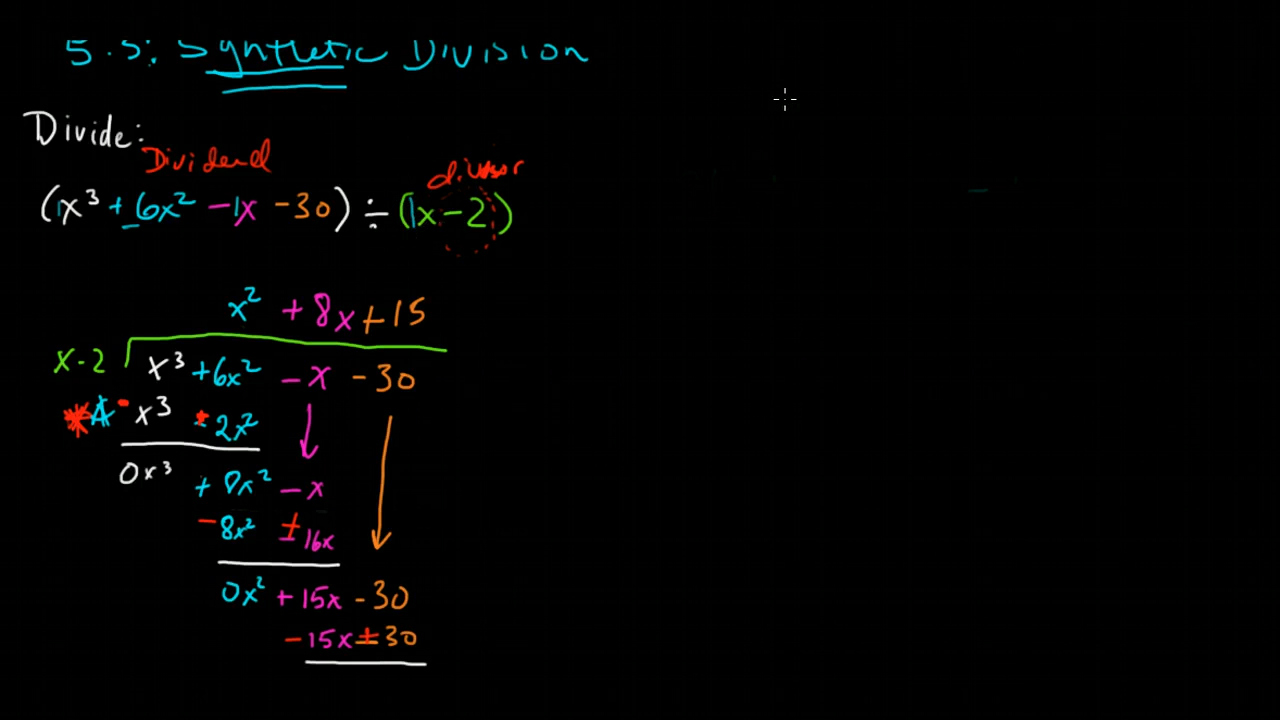 5.5: Synthetic Division
Divide:
Dividend
divisor
(1x³ + 6x² - 1x - 30) ÷ (1x - 2)
x² + 8x + 15
x - 2 x³ + 6x² - x - 30
- x³ ± 2x²
0x³ + 8x² - x
- 8x² ± 16x
0x² + 15x - 30
- 15x ± 30